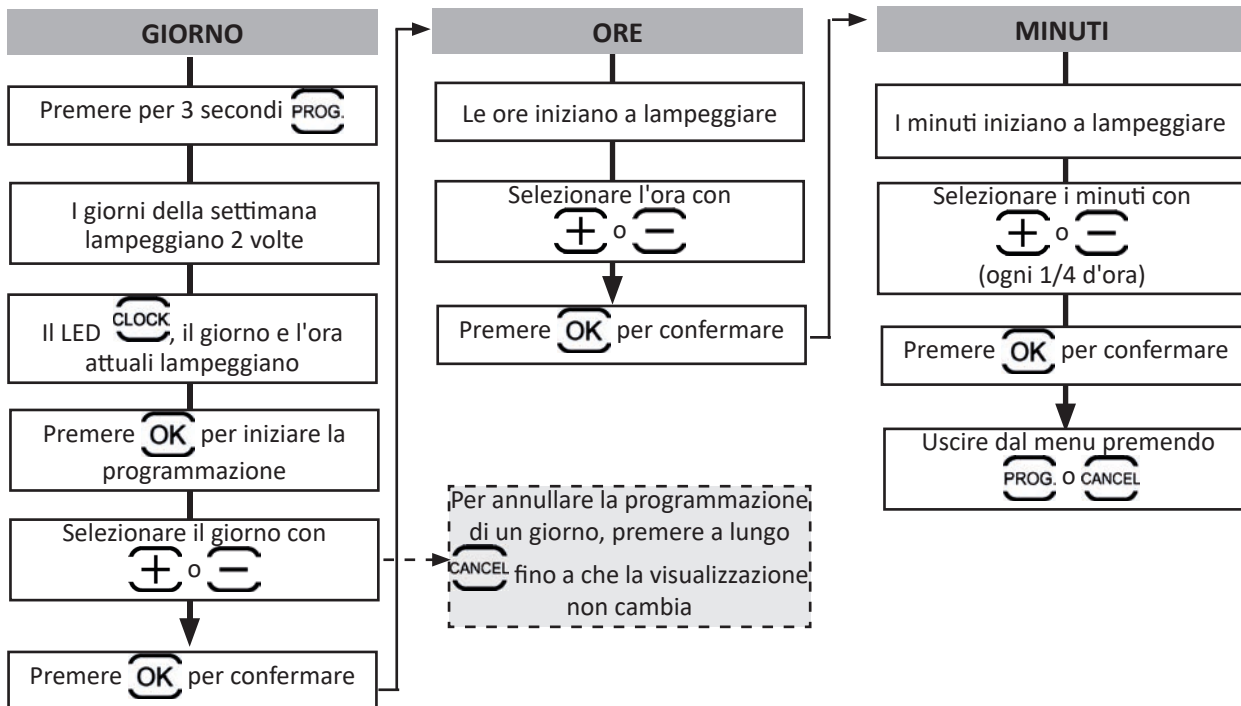 GIORNO
Premere per 3 secondi PROG.
I giorni della settimana
lampeggiano 2 volte
Il LED CLOCK, il giorno e l'ora
attuali lampeggiano
Premere OK per iniziare la
programmazione
Selezionare il giorno con
+ o −
Premere OK per confermare
Per annullare la programmazione
di un giorno, premere a lungo
CANCEL fino a che la visualizzazione
non cambia
ORE
Le ore iniziano a lampeggiare
Selezionare l'ora con
+ o −
Premere OK per confermare
MINUTI
I minuti iniziano a lampeggiare
Selezionare i minuti con
+ o −
(ogni 1/4 d'ora)
Premere OK per confermare
Uscire dal menu premendo
PROG. o CANCEL